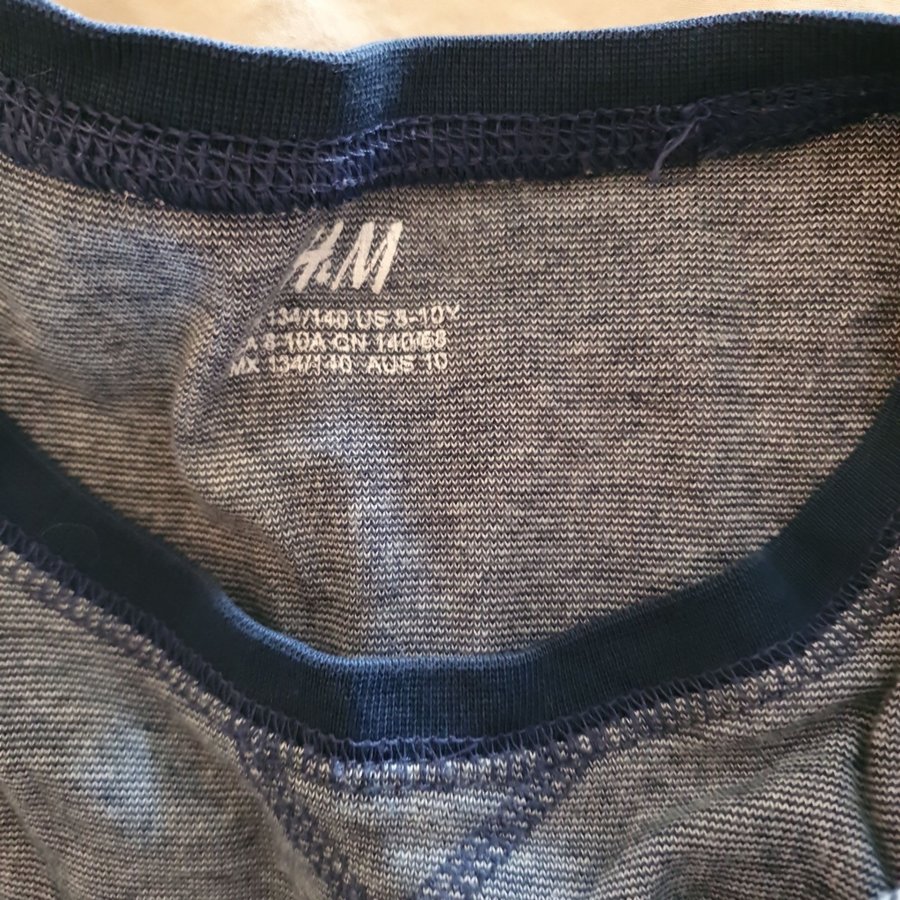 H&M
134/140 US 8-10Y
A 8-10A CN 140/68
MX 134/140 AUS 10